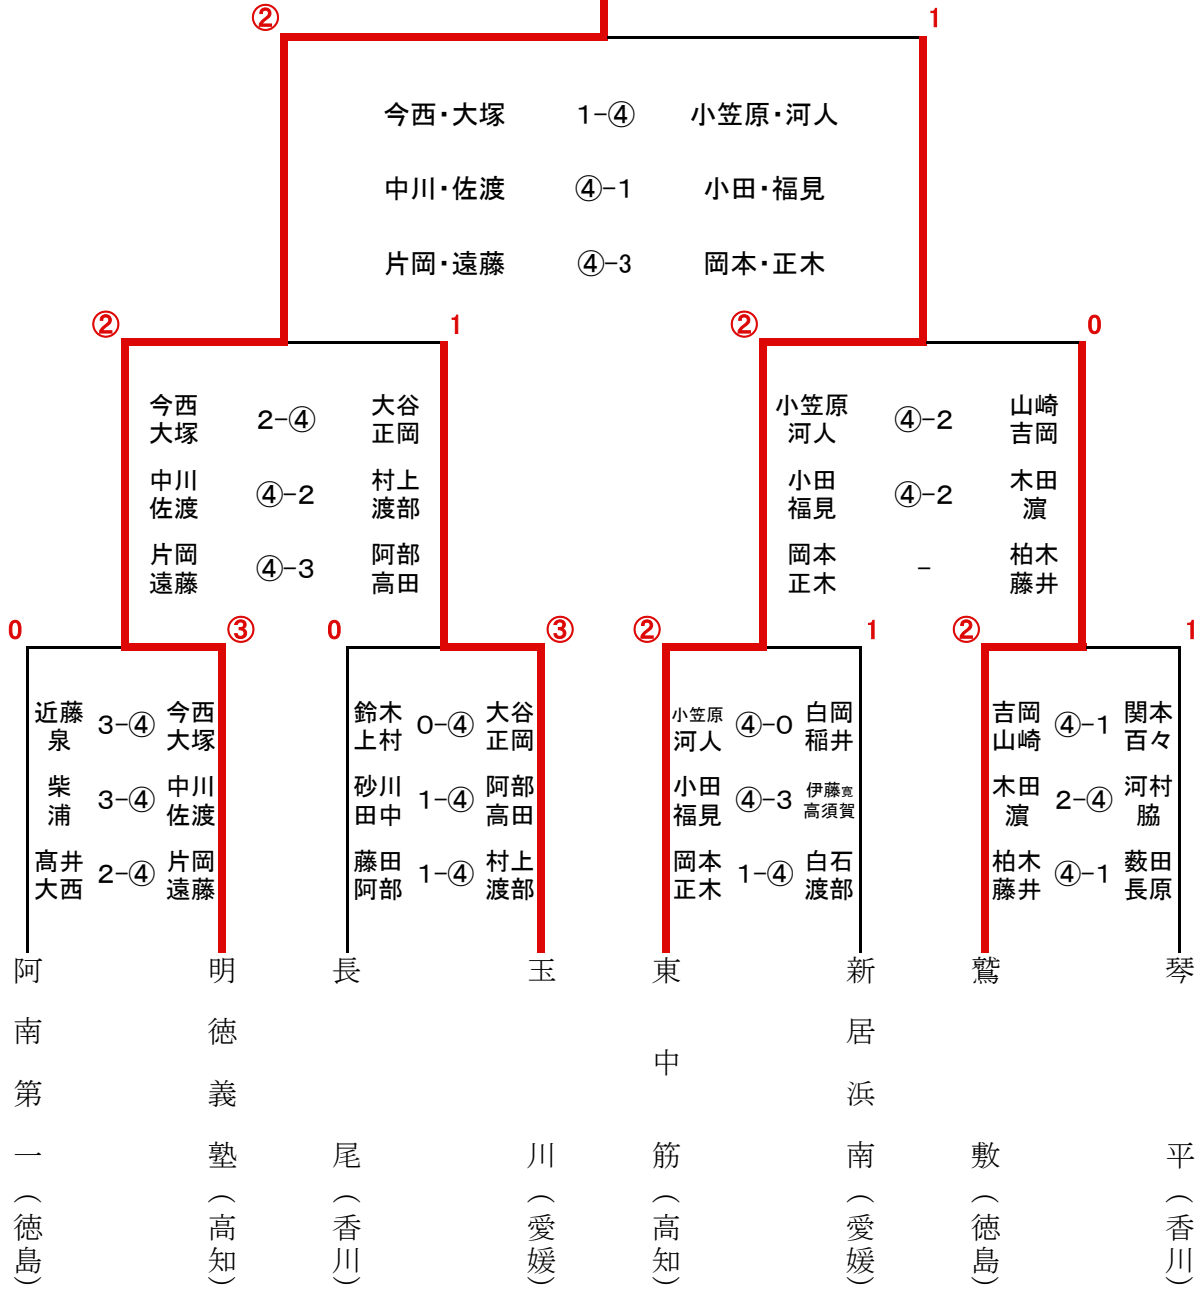 ② 1
今西・大塚 1-④ 小笠原・河人
中川・佐渡 ④-1 小田・福見
片岡・遠藤 ④-3 岡本・正木
② 1 ② 0
今西 大塚 2-④ 大谷 正岡
中川 佐渡 ④-2 村上 渡部
片岡 遠藤 ④-3 阿部 高田
小笠原 河人 ④-2 山崎 吉岡
小田 福見 ④-2 木田 濵
岡本 正木 - 柏木 藤井
0 ③ 0 ③ ② 1 ② 1
近藤 泉 3-④ 今西 大塚
柴 浦 3-④ 中川 佐渡
髙井 大西 2-④ 片岡 遠藤
鈴木 上村 0-④ 大谷 正岡
砂川 田中 1-④ 阿部 高田
藤田 阿部 1-④ 村上 渡部
小笠原 河人 ④-0 白岡 稲井
小田 福見 ④-3 伊藤寛 高須賀
岡本 正木 1-④ 白石 渡部
吉岡 山崎 ④-1 関本 百々
木田 濵 2-④ 河村 脇
柏木 藤井 ④-1 薮田 長原
阿南第一(徳島)
明徳義塾(高知)
長尾(香川)
玉川(愛媛)
東中筋(高知)
新居浜南(愛媛)
鷲敷(徳島)
琴平(香川)